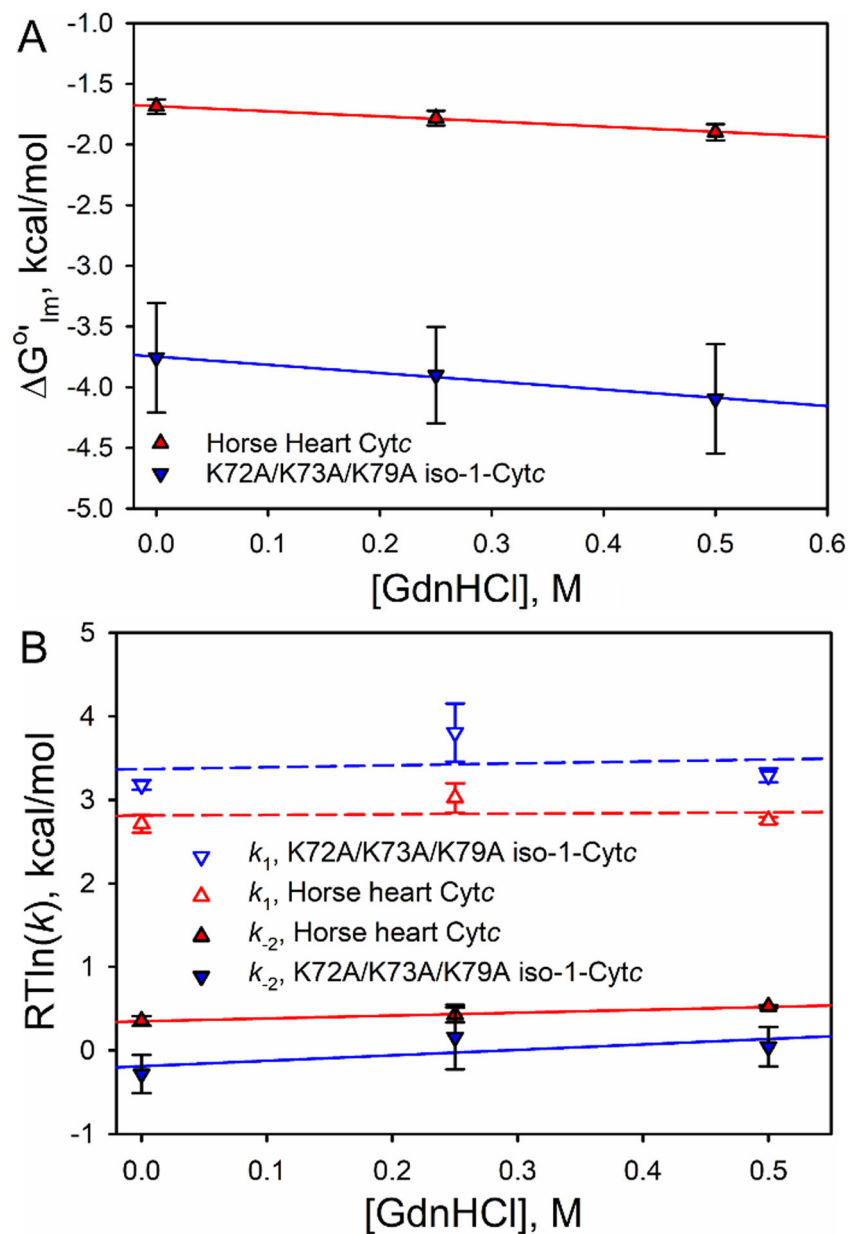 A
ΔG°'Im, kcal/mol
-1.0
-1.5
-2.0
-2.5
-3.0
-3.5
-4.0
-4.5
-5.0
Horse Heart Cytc
K72A/K73A/K79A iso-1-Cytc
0.0 0.1 0.2 0.3 0.4 0.5 0.6
[GdnHCl], M
B
RTln(k), kcal/mol
5
4
3
2
1
0
-1
k1, K72A/K73A/K79A iso-1-Cytc
k1, Horse heart Cytc
k-2, Horse heart Cytc
k-2, K72A/K73A/K79A iso-1-Cytc
0.0 0.1 0.2 0.3 0.4 0.5
[GdnHCl], M